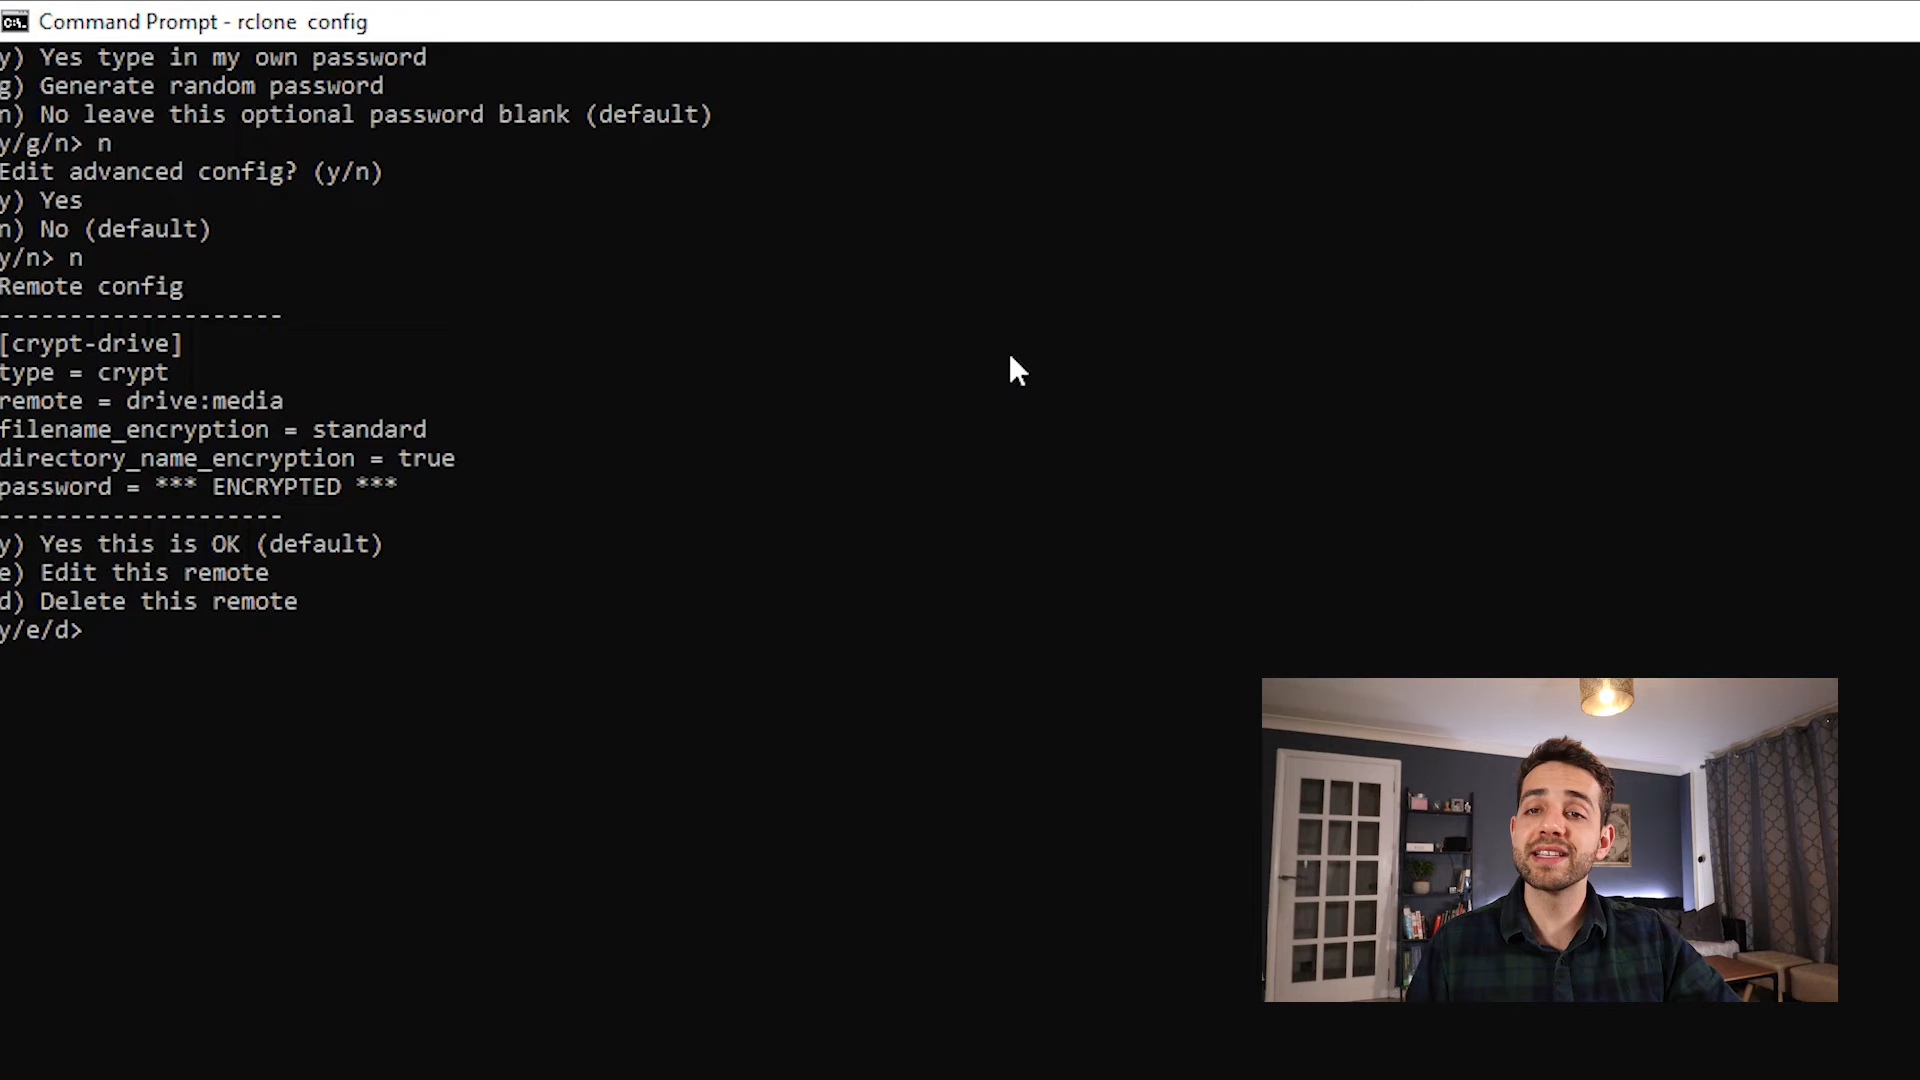 Command Prompt - rclone  config
y) Yes type in my own password
g) Generate random password
n) No leave this optional password blank (default)
y/g/n> n
Edit advanced config? (y/n)
y) Yes
n) No (default)
y/n> n
Remote config
--------------------
[crypt-drive]
type = crypt
remote = drive:media
filename_encryption = standard
directory_name_encryption = true
password = *** ENCRYPTED ***
--------------------
y) Yes this is OK (default)
e) Edit this remote
d) Delete this remote
y/e/d>